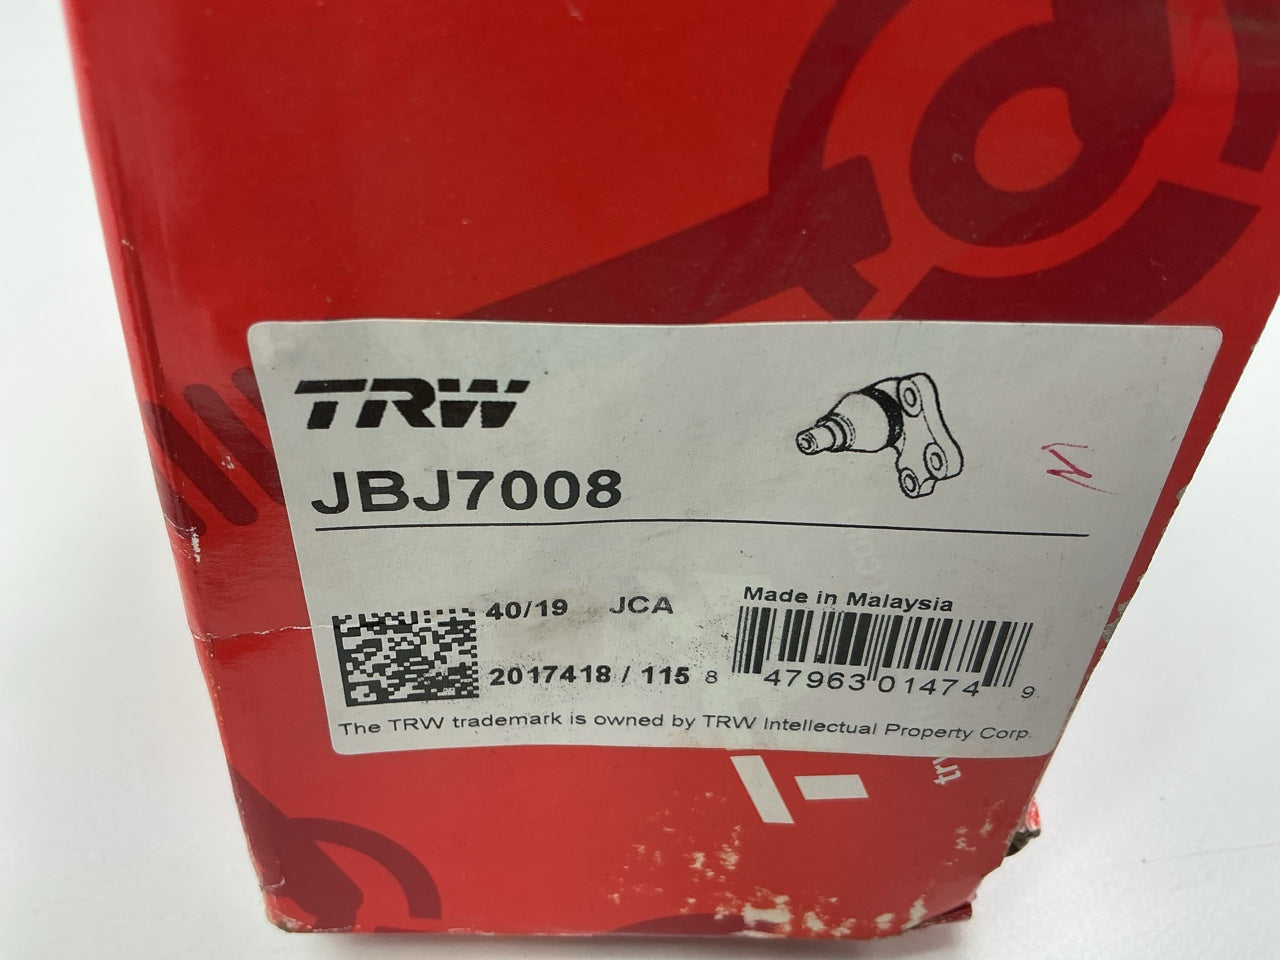 TRW
JBJ7008
40/19 JCA
Made in Malaysia
2017418 / 115
8 47963 01474 9
The TRW trademark is owned by TRW Intellectual Property Corp.